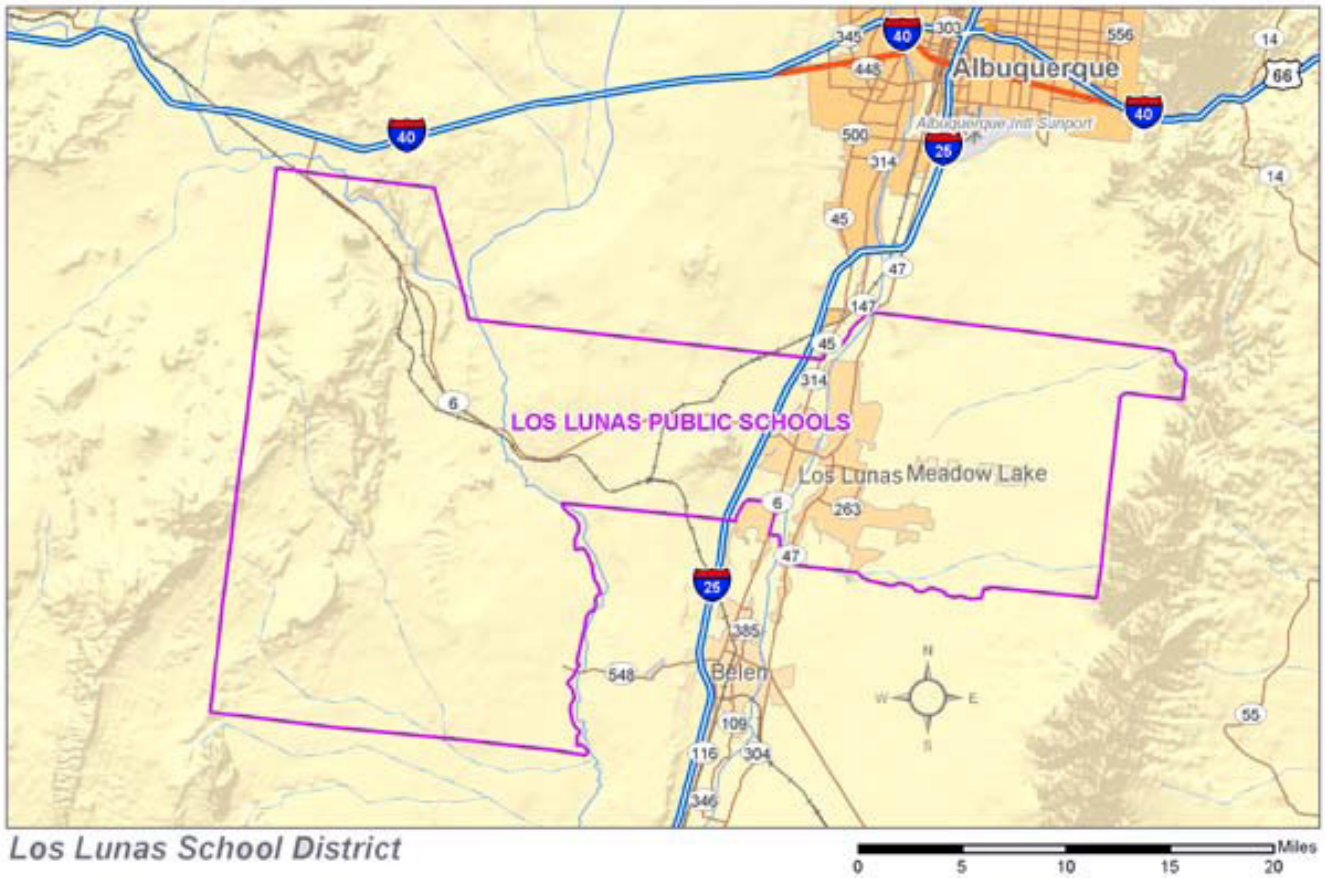 345
40
303
556
14
448
Albuquerque
66
40
40
Albuquerque Intl Sunport
500
25
314
14
45
47
147
45
314
6
LOS LUNAS PUBLIC SCHOOLS
Los Lunas Meadow Lake
6
263
47
25
385
N
548
Belen
W E
55
109
S
116
304
346
Los Lunas School District
Miles
0 5 10 15 20